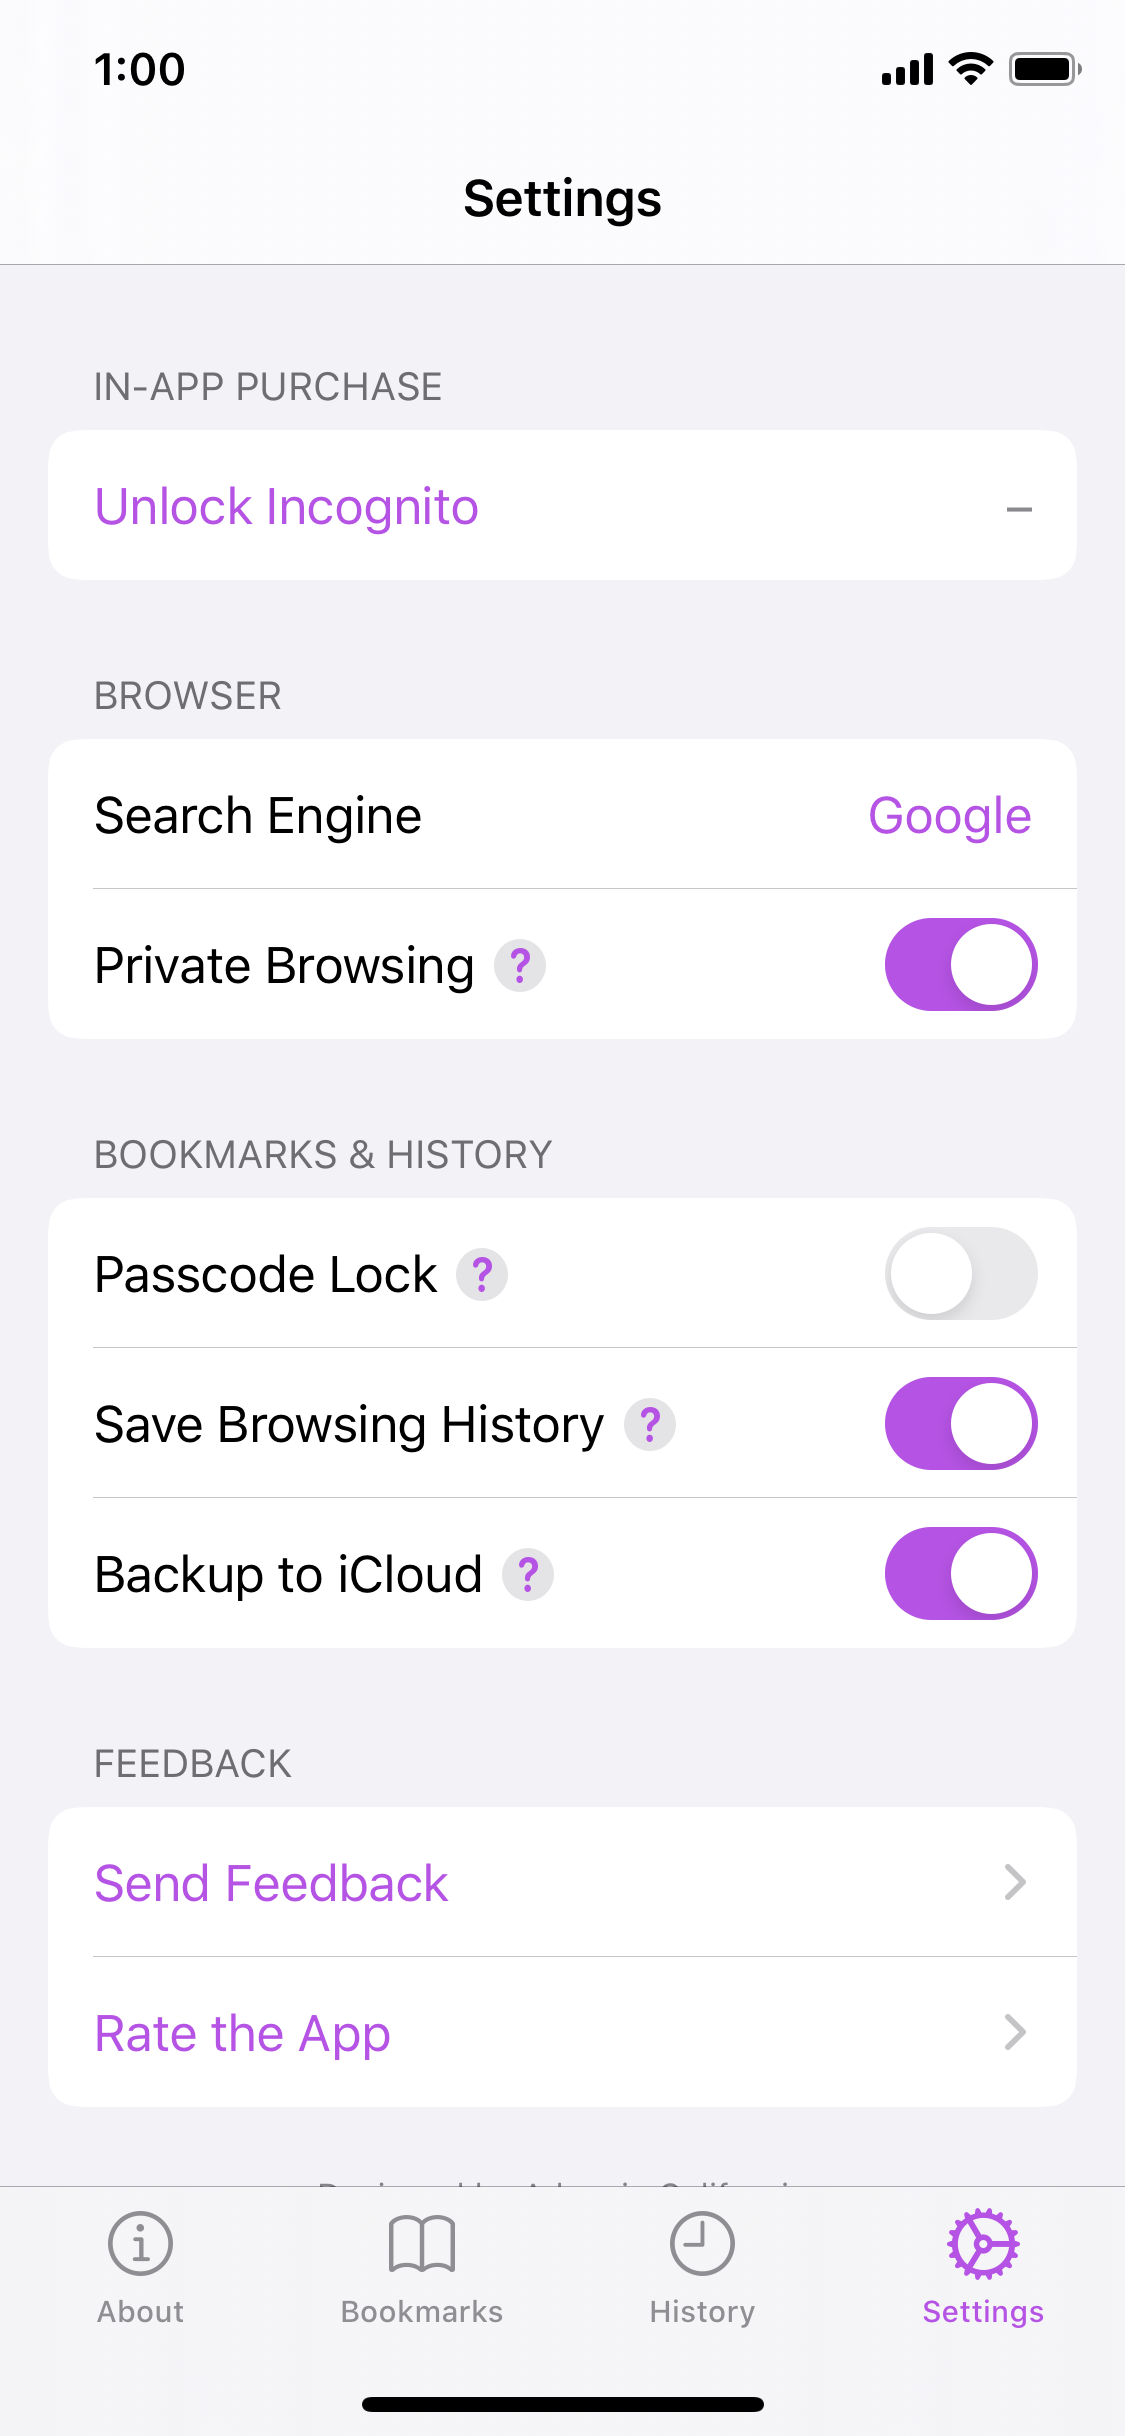 1:00
Settings
IN-APP PURCHASE
Unlock Incognito –
BROWSER
Search Engine Google
Private Browsing ?
BOOKMARKS & HISTORY
Passcode Lock ?
Save Browsing History ?
Backup to iCloud ?
FEEDBACK
Send Feedback
Rate the App
About Bookmarks History Settings